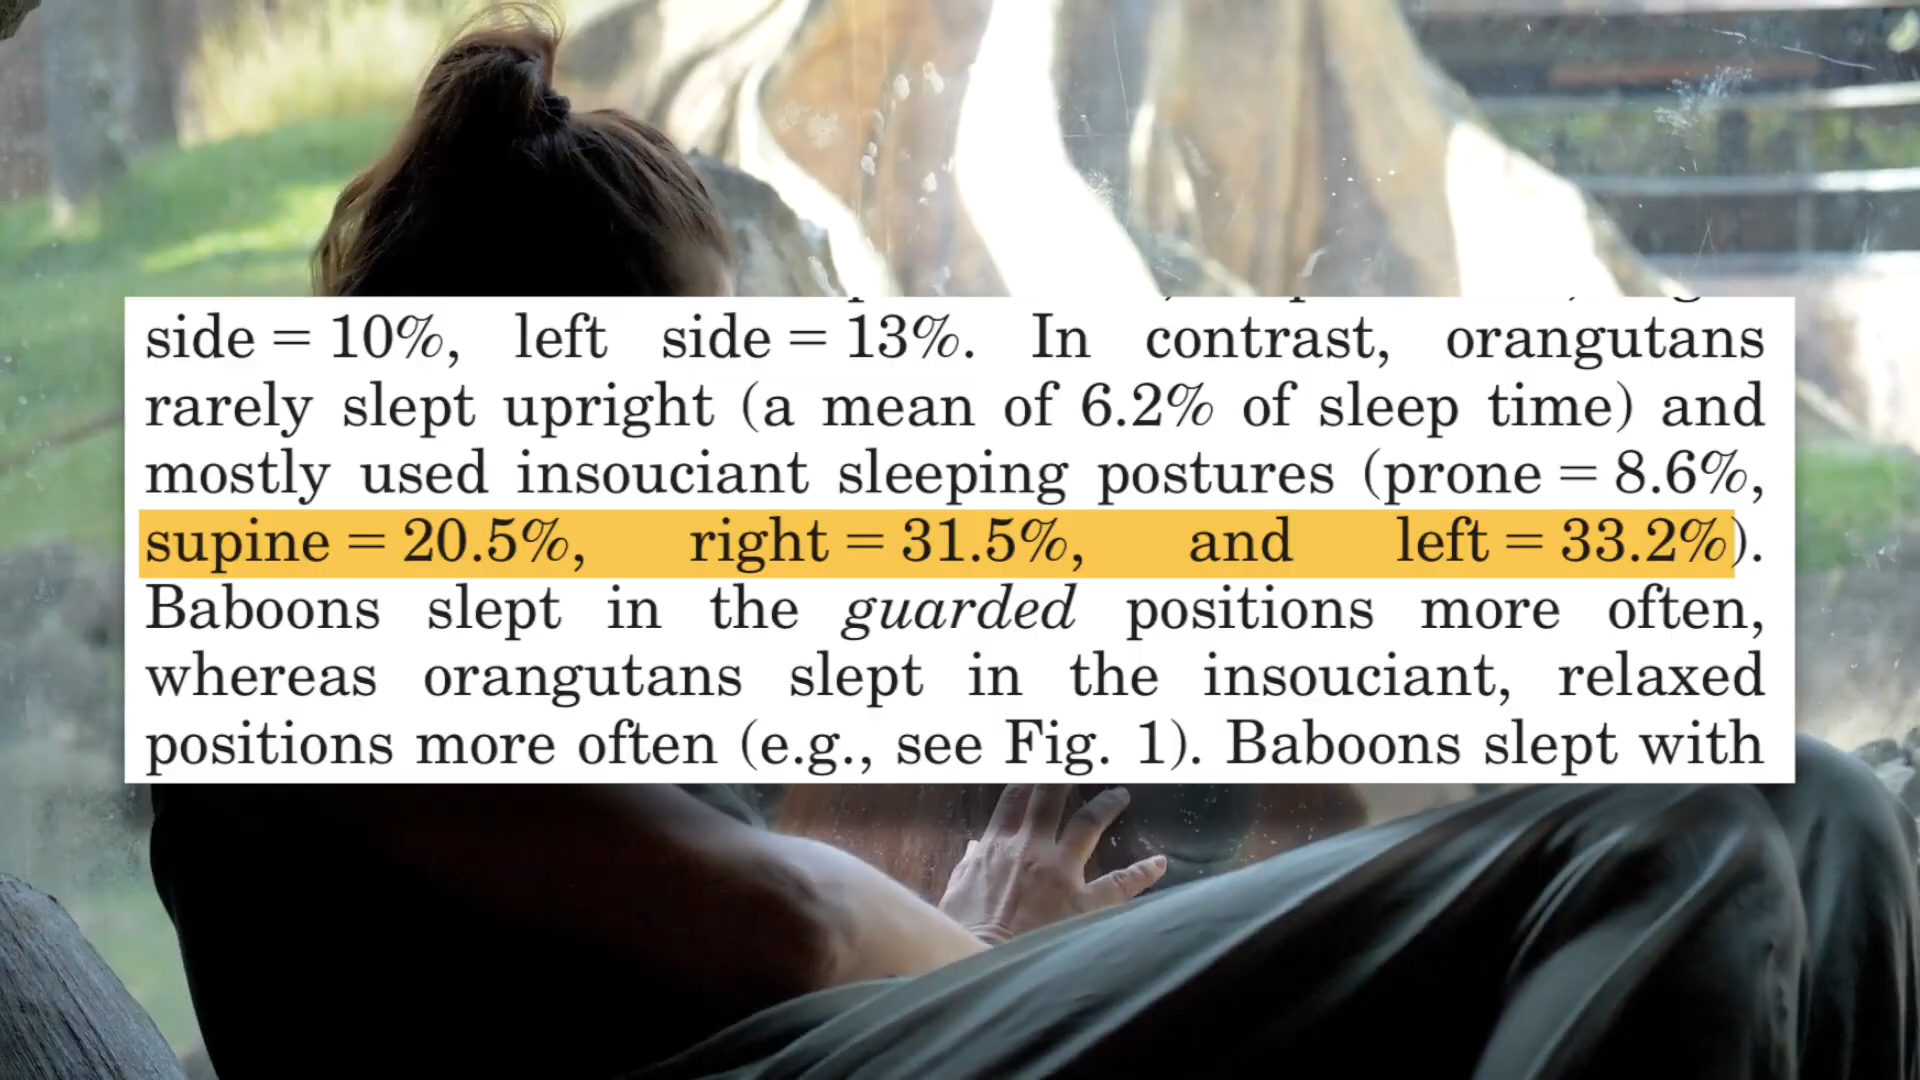 side = 10%, left side = 13%. In contrast, orangutans
rarely slept upright (a mean of 6.2% of sleep time) and
mostly used insouciant sleeping postures (prone = 8.6%,
supine = 20.5%, right = 31.5%, and left = 33.2%).
Baboons slept in the guarded positions more often,
whereas orangutans slept in the insouciant, relaxed
positions more often (e.g., see Fig. 1). Baboons slept with